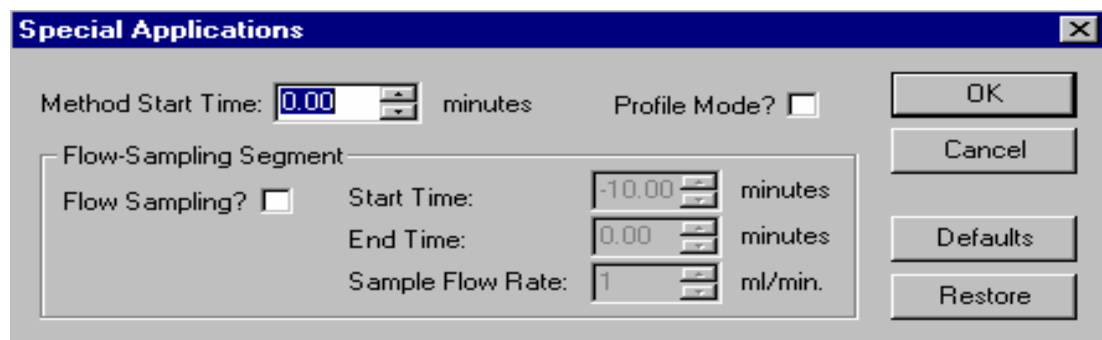 Special Applications
Method Start Time: 0.00 minutes Profile Mode? OK
Cancel
Flow-Sampling Segment
Flow Sampling? Start Time: -10.00 minutes
End Time: 0.00 minutes Defaults
Sample Flow Rate: 1 ml/min.
Restore